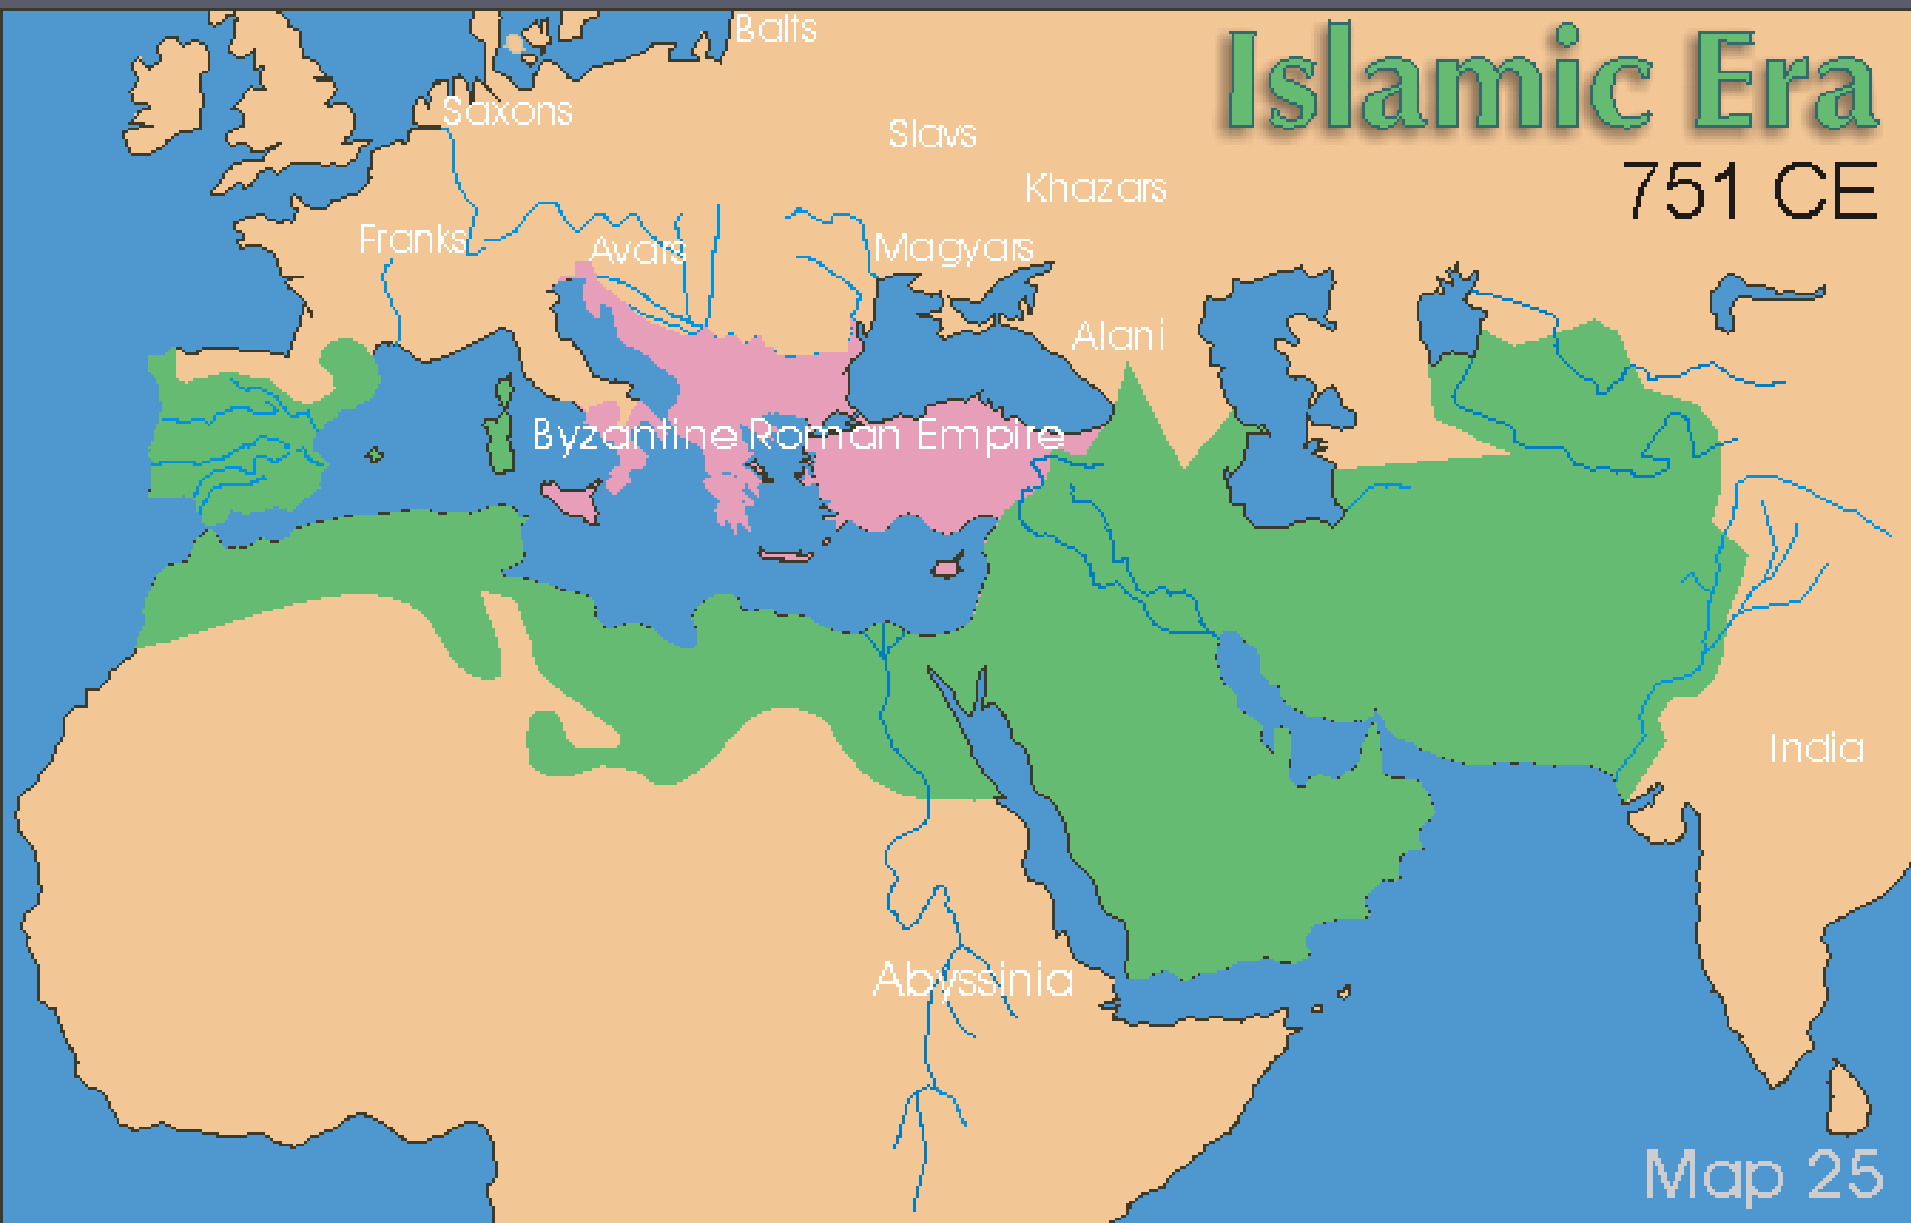 Balts
Islamic Era
Saxons
Slavs
751 CE
Khazars
Franks
Avars
Magyars
Alani
Byzantine Roman Empire
India
Abyssinia
Map 25